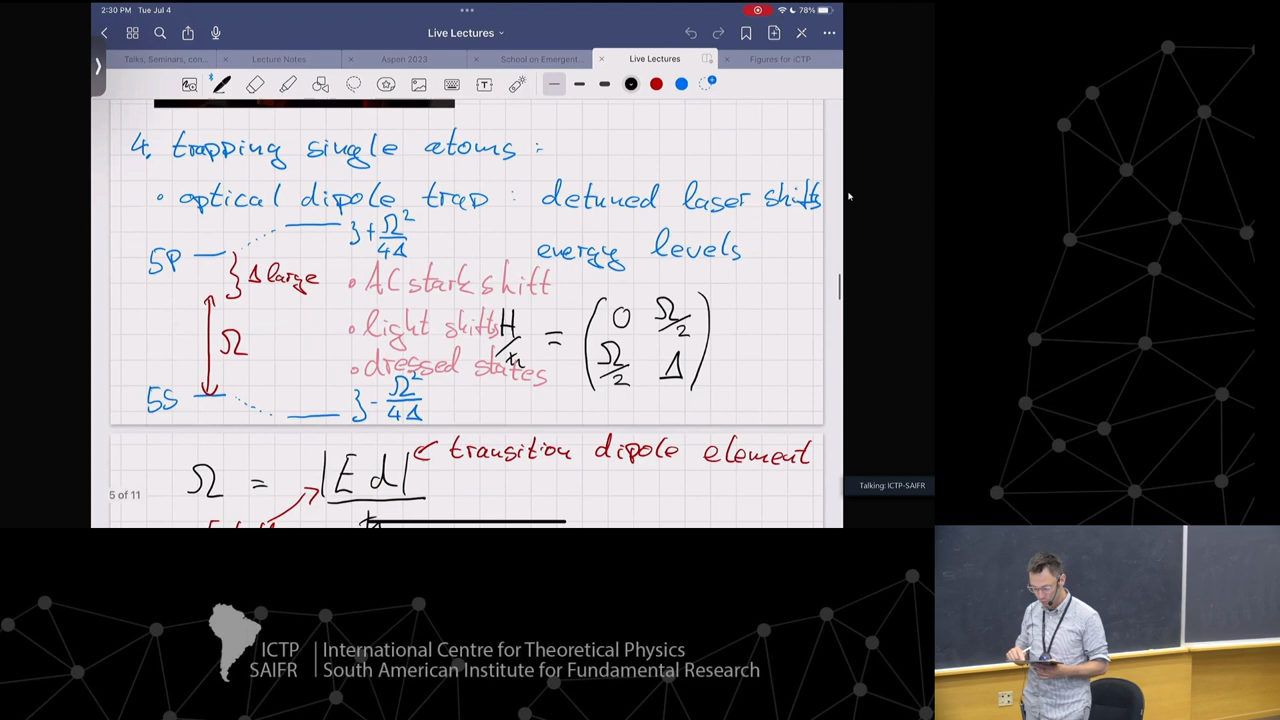 2:30 PM Tue Jul 4
78%
Live Lectures
Talks, Seminars, con...
Lecture Notes
Aspen 2023
School on Emergent...
Live Lectures
Figures for iCTP
4. trapping single atoms :
• optical dipole trap : detuned laser shifts
energy levels
5P
} + Ω²/4Δ
} Δ large
• AC stark shift
Ω
• light shifts
• dressed states
H/ħ = ( 0 Ω/2
Ω/2 Δ )
5S
} - Ω²/4Δ
5 of 11
Ω = |E d| / ħ
transition dipole element
Talking: ICTP-SAIFR
ICTP
SAIFR
International Centre for Theoretical Physics
South American Institute for Fundamental Research